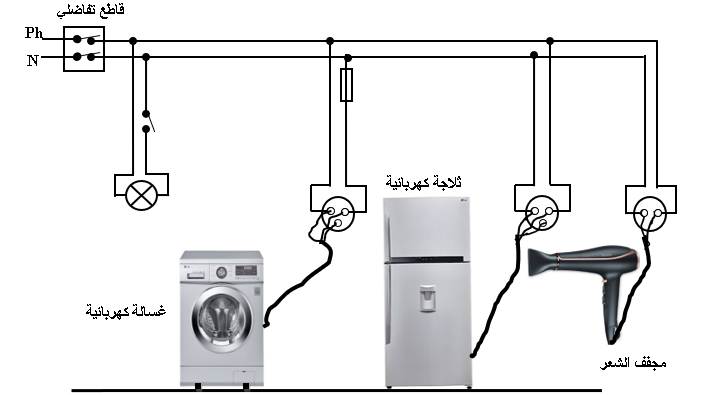 قاطع تفاضلي
Ph
N
ثلاجة كهربائية
غسالة كهربائية
مجفف الشعر